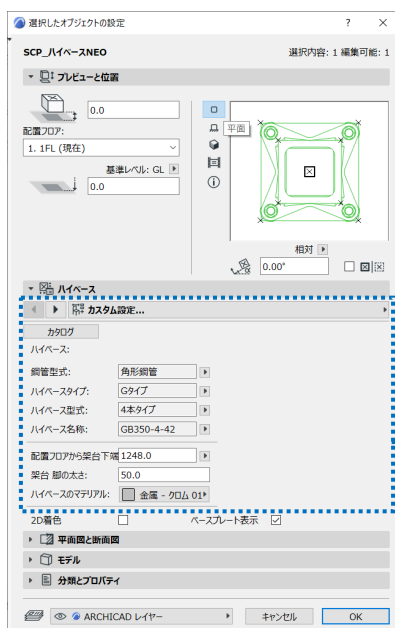 選択したオブジェクトの設定 ? ×
SCP_ハイベースNEO 選択内容: 1 編集可能: 1
プレビューと位置
0.0
配置フロア:
1. 1FL (現在)
基準レベル: GL
0.0
平面
相対
0.00°
ハイベース
カスタム設定...
カタログ
ハイベース:
鋼管型式: 角形鋼管
ハイベースタイプ: Gタイプ
ハイベース型式: 4本タイプ
ハイベース名称: GB350-4-42
配置フロアから架台下端 1248.0
架台 脚の太さ: 50.0
ハイベースのマテリアル: 金属 - クロム 01
2D着色 ベースプレート表示
平面図と断面図
モデル
分類とプロパティ
ARCHICAD レイヤー キャンセル OK